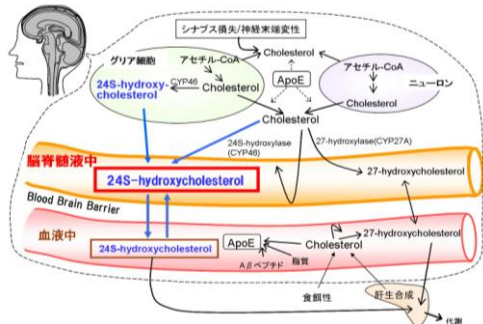 シナプス損失/神経末端変性
グリア細胞
アセチル-CoA
CYP46
24S-hydroxy-
cholesterol
Cholesterol
Cholesterol
ApoE
アセチル-CoA
ニューロン
Cholesterol
Cholesterol
24S-hydroxylase
(CYP46)
27-hydroxylase(CYP27A)
脳脊髄液中
24S-hydroxycholesterol
27-hydroxycholesterol
Blood Brain Barrier
血液中
24S-hydroxycholesterol
ApoE
Cholesterol
27-hydroxycholesterol
Aβペプチド
脂質
食餌性
肝生合成
代謝